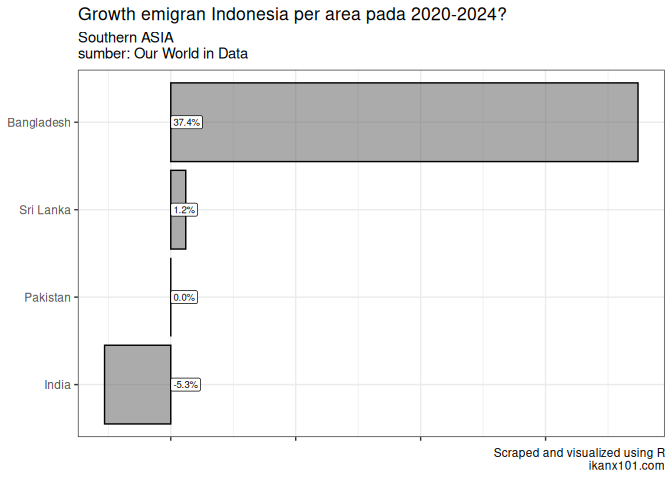 Growth emigran Indonesia per area pada 2020-2024?
Southern ASIA
sumber: Our World in Data
Bangladesh
37.4%
Sri Lanka
1.2%
Pakistan
0.0%
India
-5.3%
Scraped and visualized using R
ikanx101.com